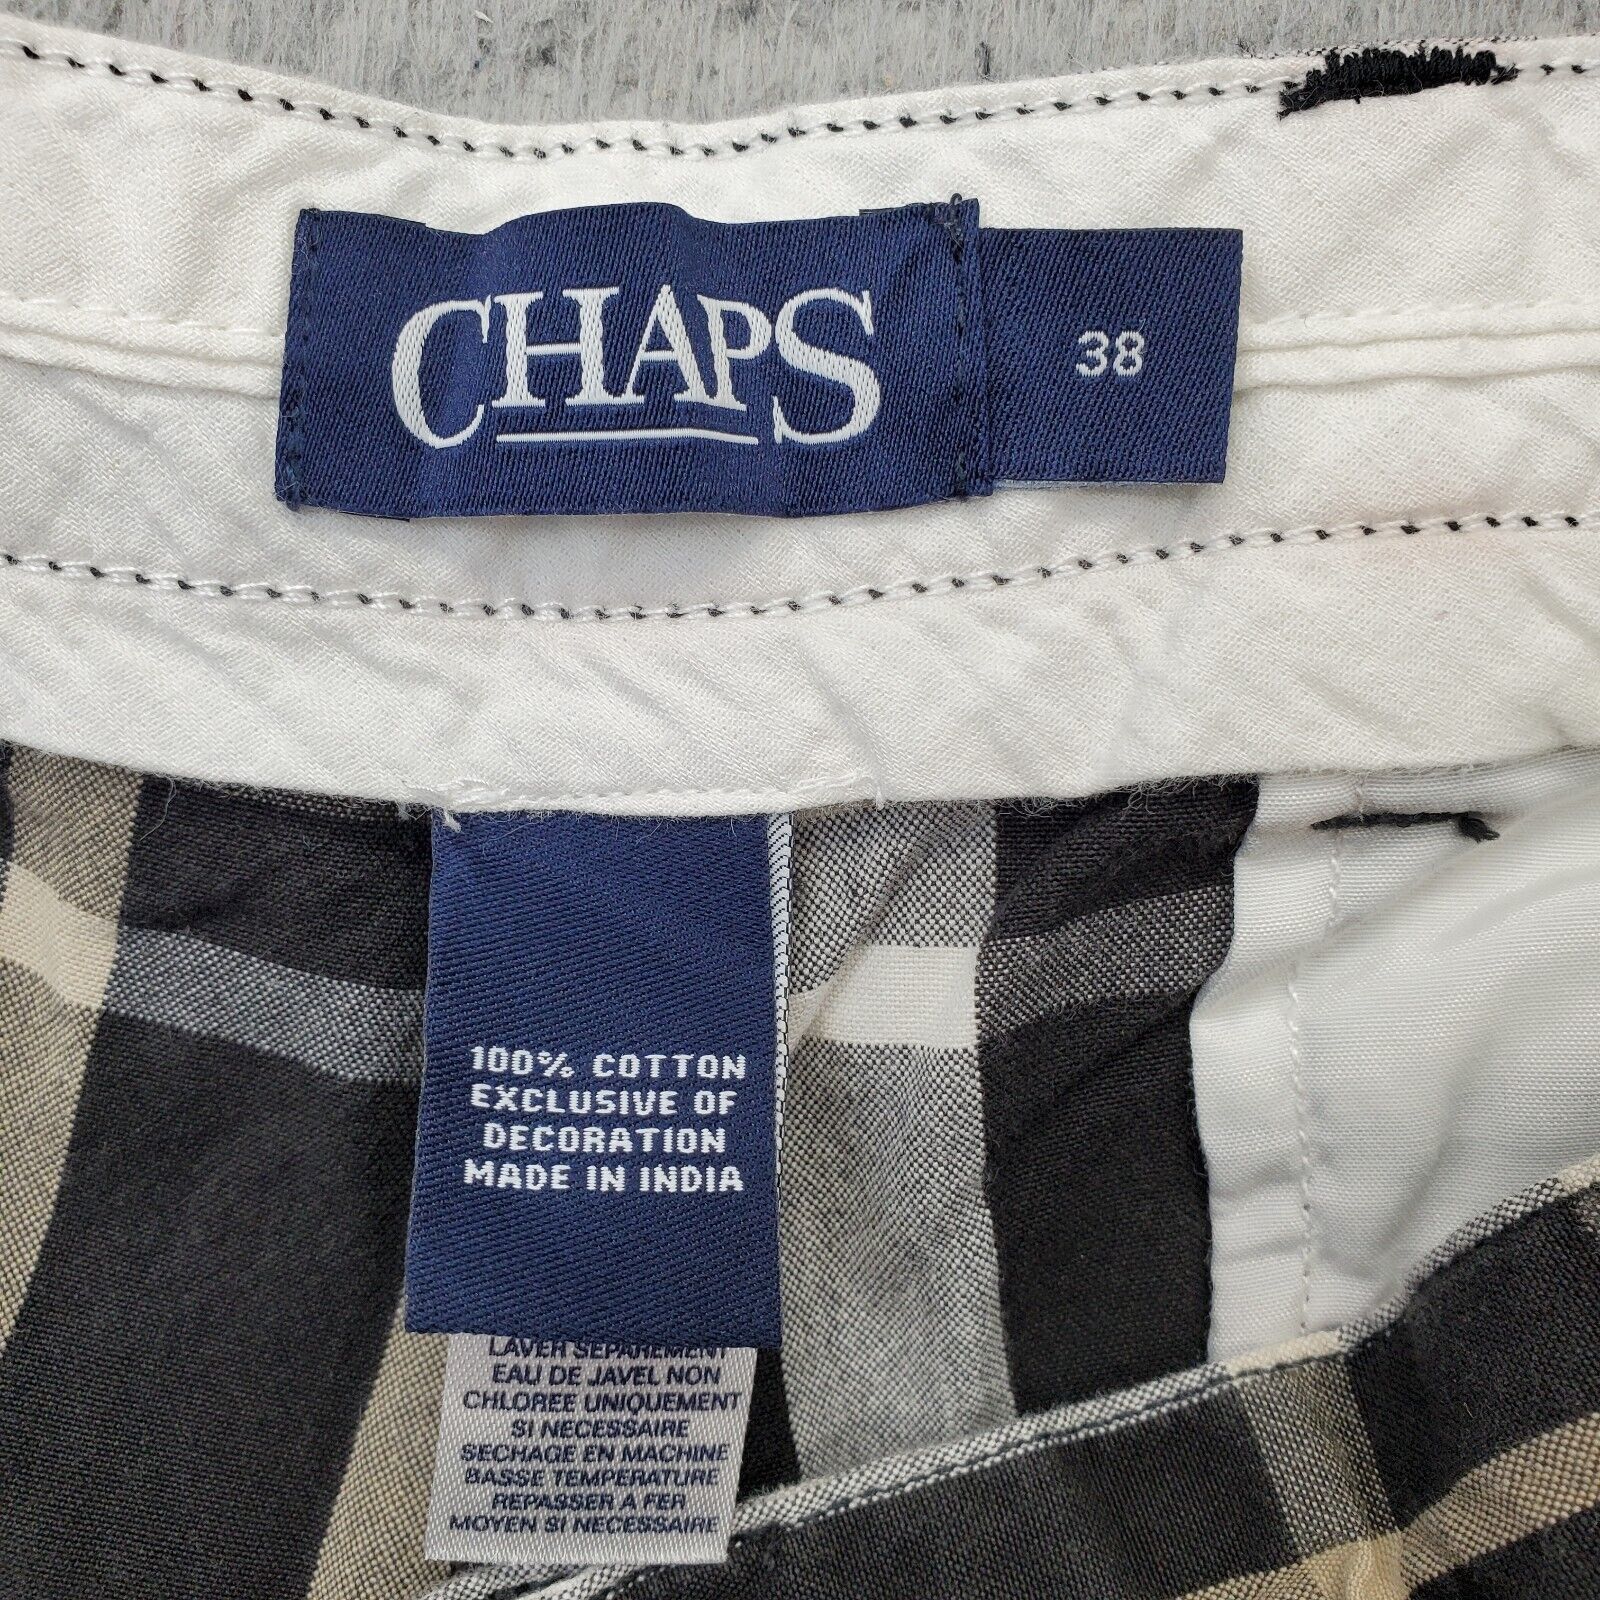 CHAPS
38
100% COTTON
EXCLUSIVE OF
DECORATION
MADE IN INDIA
LAVER SEPAREMENT
EAU DE JAVEL NON
CHLOREE UNIQUEMENT
SI NECESSAIRE
SECHAGE EN MACHINE
BASSE TEMPERATURE
REPASSER A FER
MOYEN SI NECESSAIRE